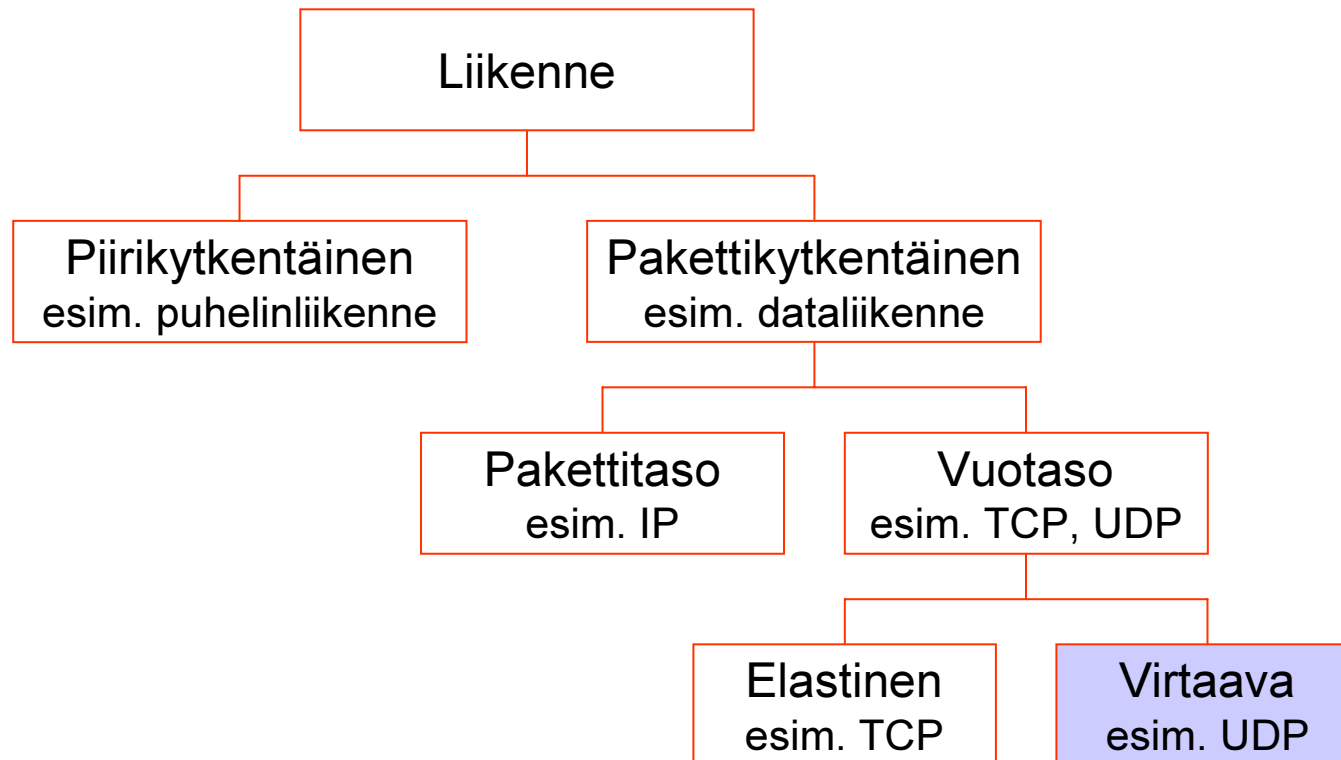 Liikenne
Piirikytkentäinen
esim. puhelinliikenne
Pakettikytkentäinen
esim. dataliikenne
Pakettitaso
esim. IP
Vuotaso
esim. TCP, UDP
Elastinen
esim. TCP
Virtaava
esim. UDP